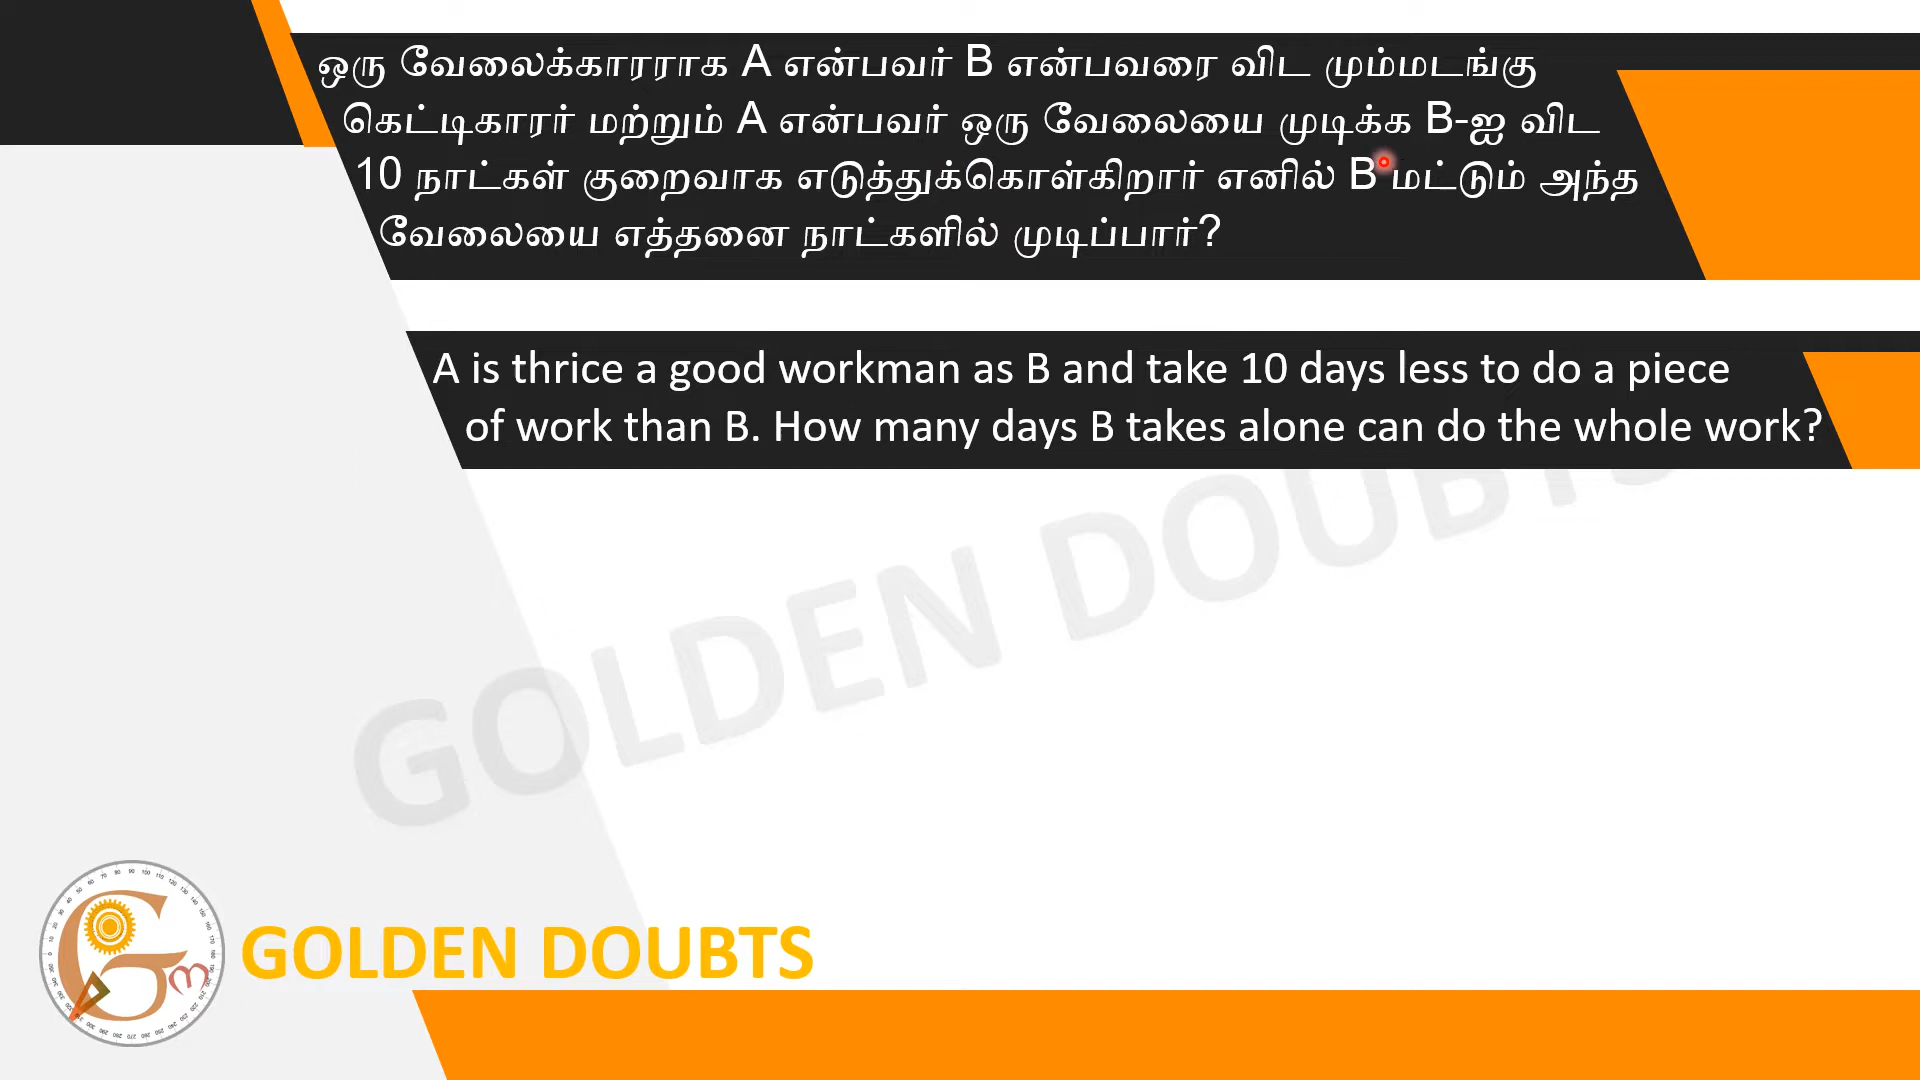 ஒரு வேலைக்காரராக A என்பவர் B என்பவரை விட மும்மடங்கு
கெட்டிகாரர் மற்றும் A என்பவர் ஒரு வேலையை முடிக்க B-ஐ விட
10 நாட்கள் குறைவாக எடுத்துக்கொள்கிறார் எனில் B மட்டும் அந்த
வேலையை எத்தனை நாட்களில் முடிப்பார்?
A is thrice a good workman as B and take 10 days less to do a piece
of work than B. How many days B takes alone can do the whole work?
GOLDEN DOUBTS
GOLDEN DOUBTS